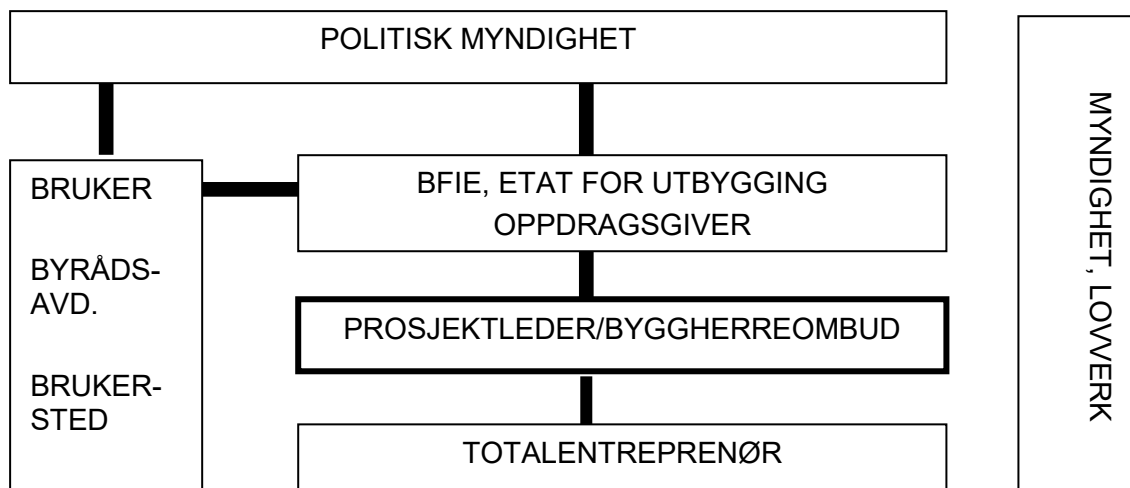 POLITISK MYNDIGHET
BRUKER
BYRÅDS-
AVD.
BRUKER-
STED
BFIE, ETAT FOR UTBYGGING
OPPDRAGSGIVER
PROSJEKTLEDER/BYGGHERREOMBUD
TOTALENTREPRENØR
MYNDIGHET, LOVVERK